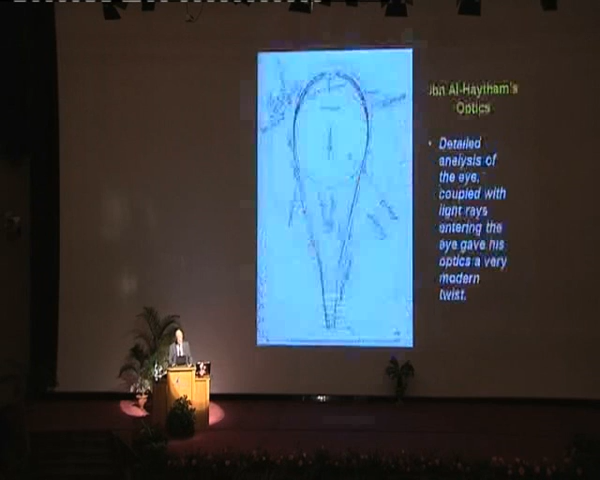 Ibn Al-Haytham's
Optics
• Detailed
analysis of
the eye,
coupled with
light rays
entering the
eye gave his
optics a very
modern
twist.